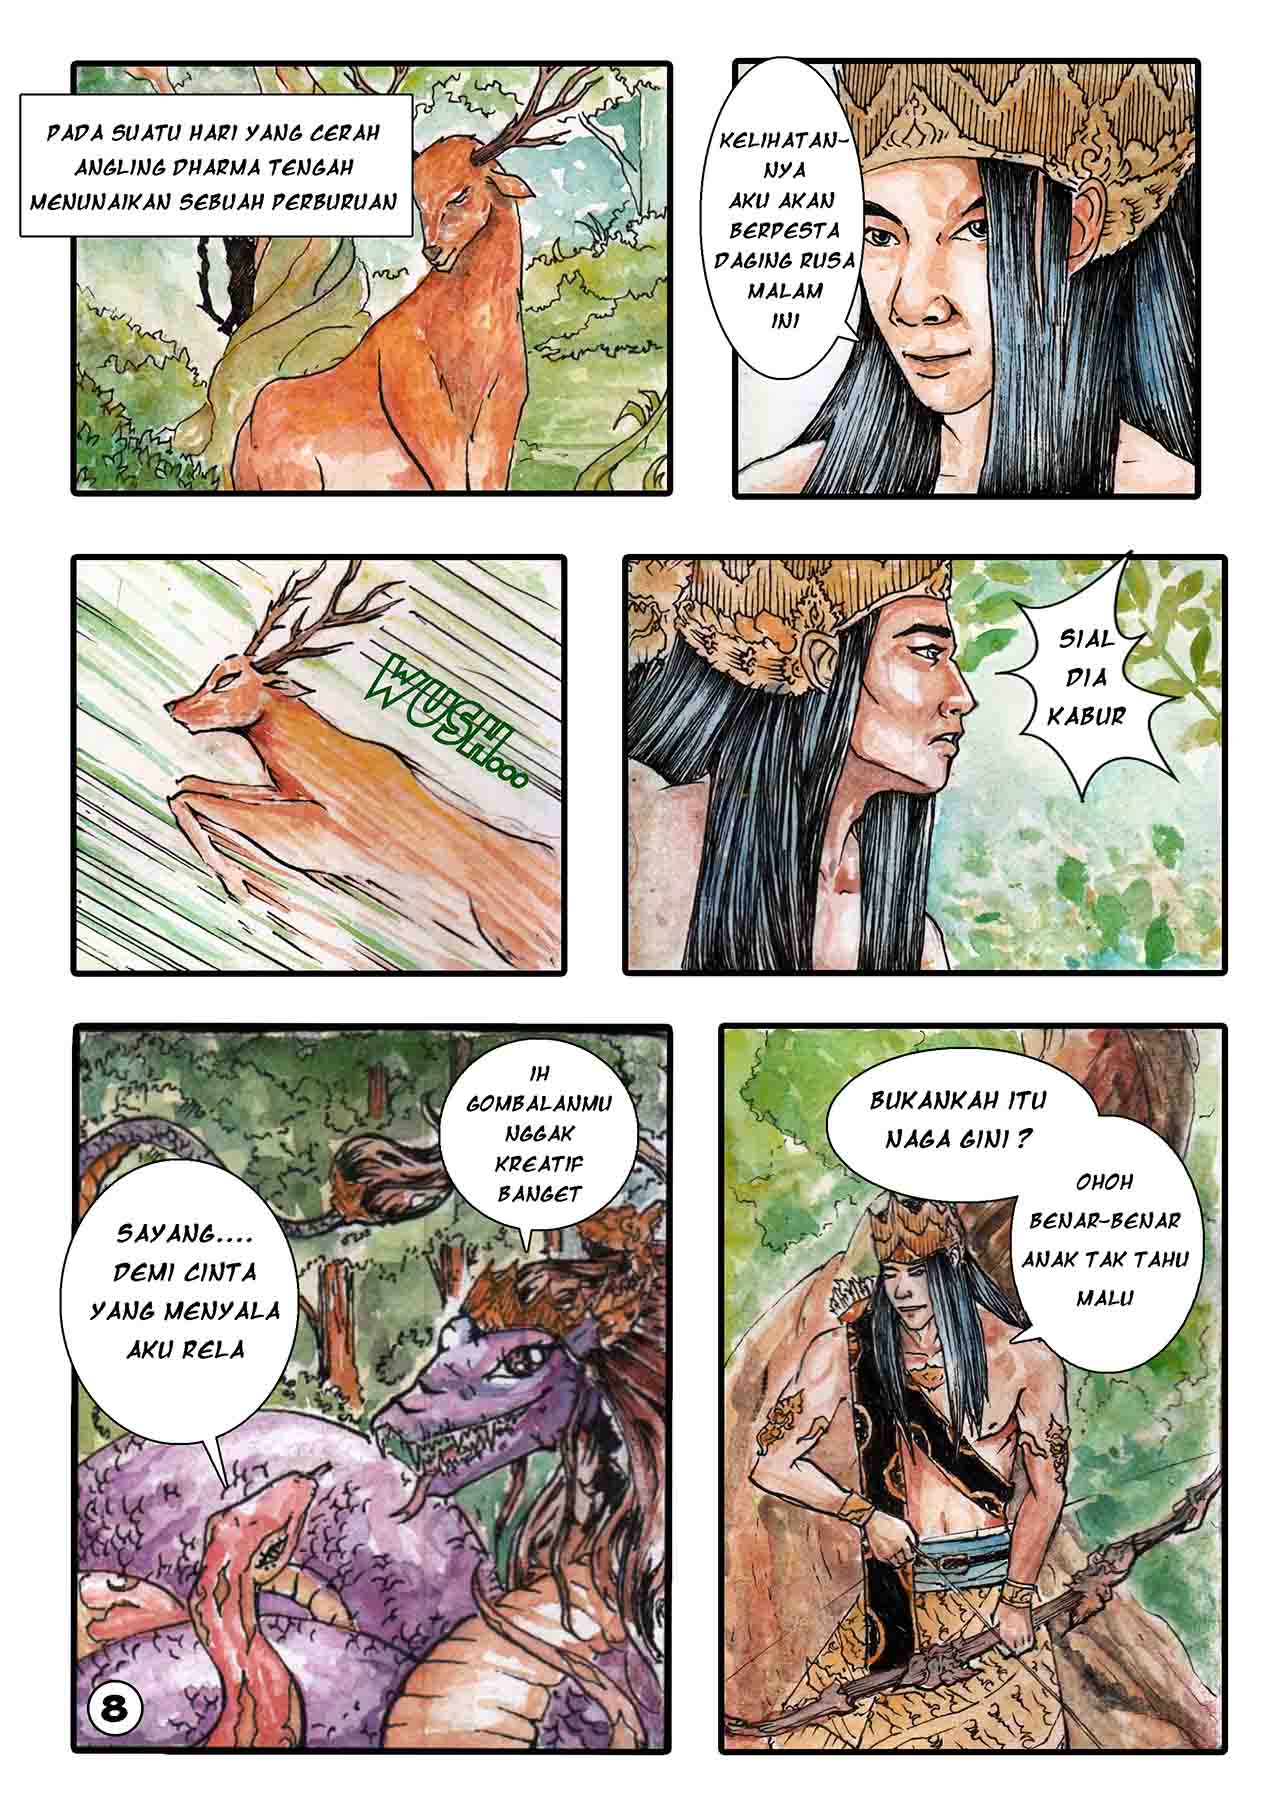 PADA SUATU HARI YANG CERAH
ANGLING DHARMA TENGAH
MENUNAIKAN SEBUAH PERBURUAN
KELIHATAN-
NYA
AKU AKAN
BERPESTA
DAGING RUSA
MALAM
INI
WUSH!
WUSH!ooo
SIAL
DIA
KABUR
IH
GOMBALANMU
NGGAK
KREATIF
BANGET
SAYANG....
DEMI CINTA
YANG MENYALA
AKU RELA
BUKANKAH ITU
NAGA GINI ?
OHOH
BENAR-BENAR
ANAK TAK TAHU
MALU
8